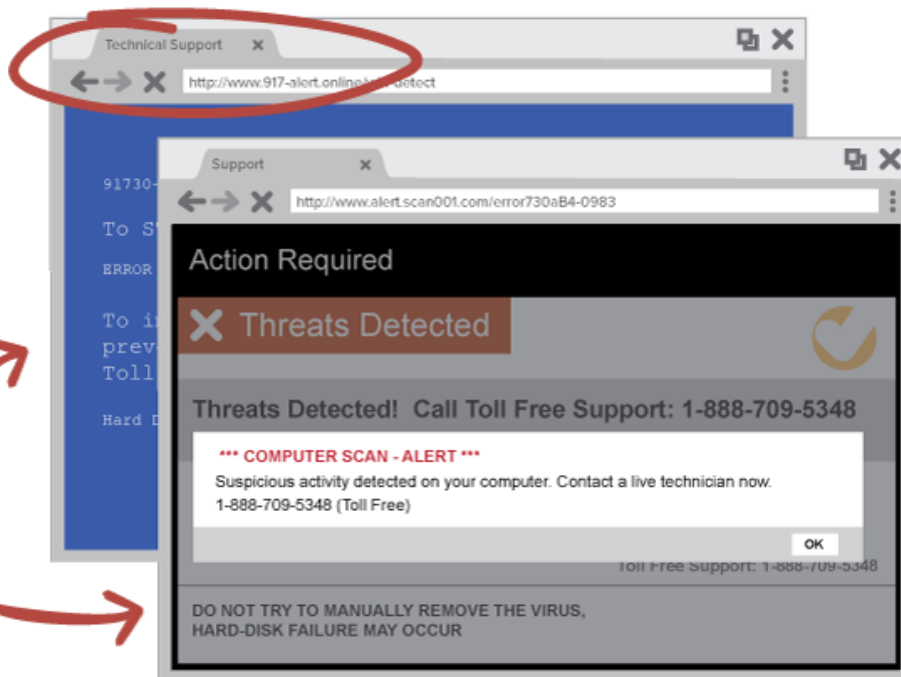 Technical Support
http://www.917-alert.online
detect
91730-
To S
ERROR
To
prev
Toll
Hard D
Support
http://www.alert.scan001.com/error730aB4-0983
Action Required
Threats Detected
Threats Detected! Call Toll Free Support: 1-888-709-5348
*** COMPUTER SCAN - ALERT ***
Suspicious activity detected on your computer. Contact a live technician now.
1-888-709-5348 (Toll Free)
OK
Toll Free Support: 1-888-709-5348
DO NOT TRY TO MANUALLY REMOVE THE VIRUS,
HARD-DISK FAILURE MAY OCCUR